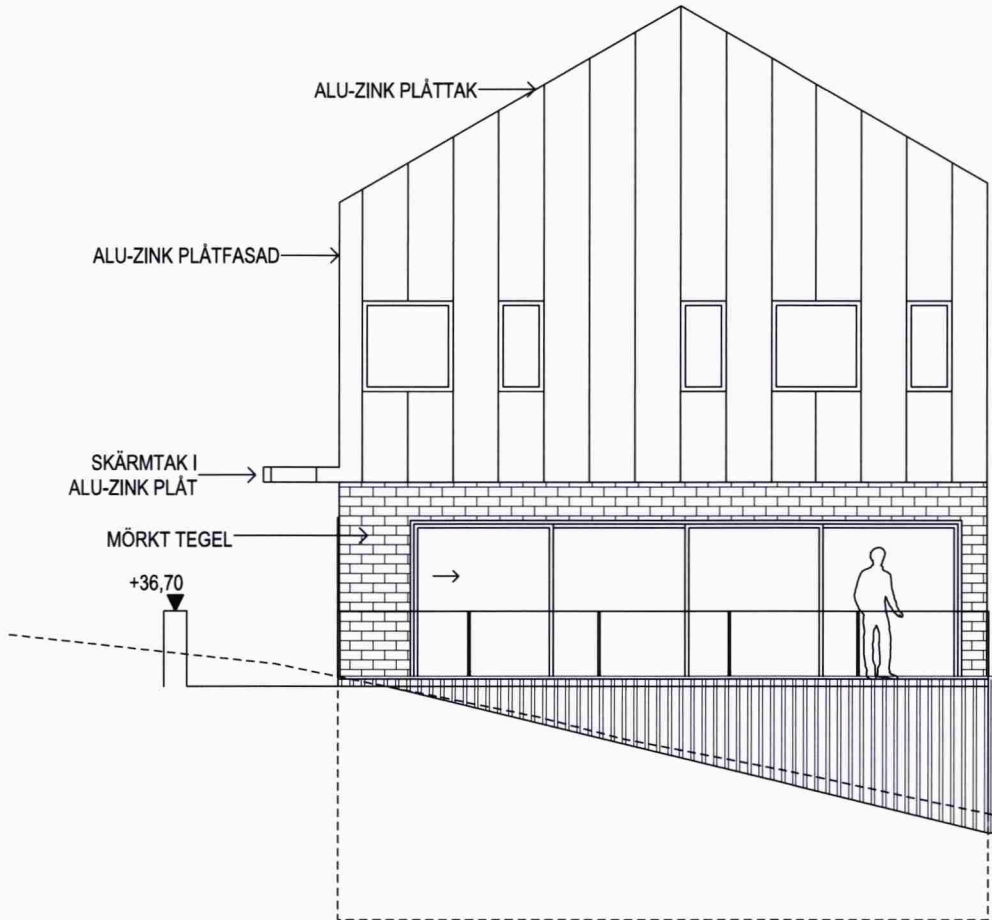 ALU-ZINK PLÅTTAK
ALU-ZINK PLÅTFASAD
SKÄRMTAK I
ALU-ZINK PLÅT
MÖRKT TEGEL
+36,70